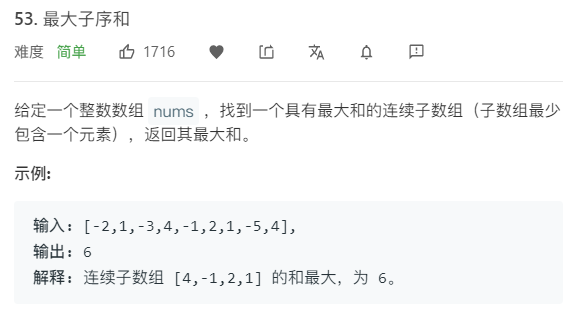 53. 最大子序和
难度 简单 1716
给定一个整数数组 nums ，找到一个具有最大和的连续子数组（子数组最少
包含一个元素），返回其最大和。
示例:
输入: [-2,1,-3,4,-1,2,1,-5,4],
输出: 6
解释: 连续子数组 [4,-1,2,1] 的和最大，为 6。